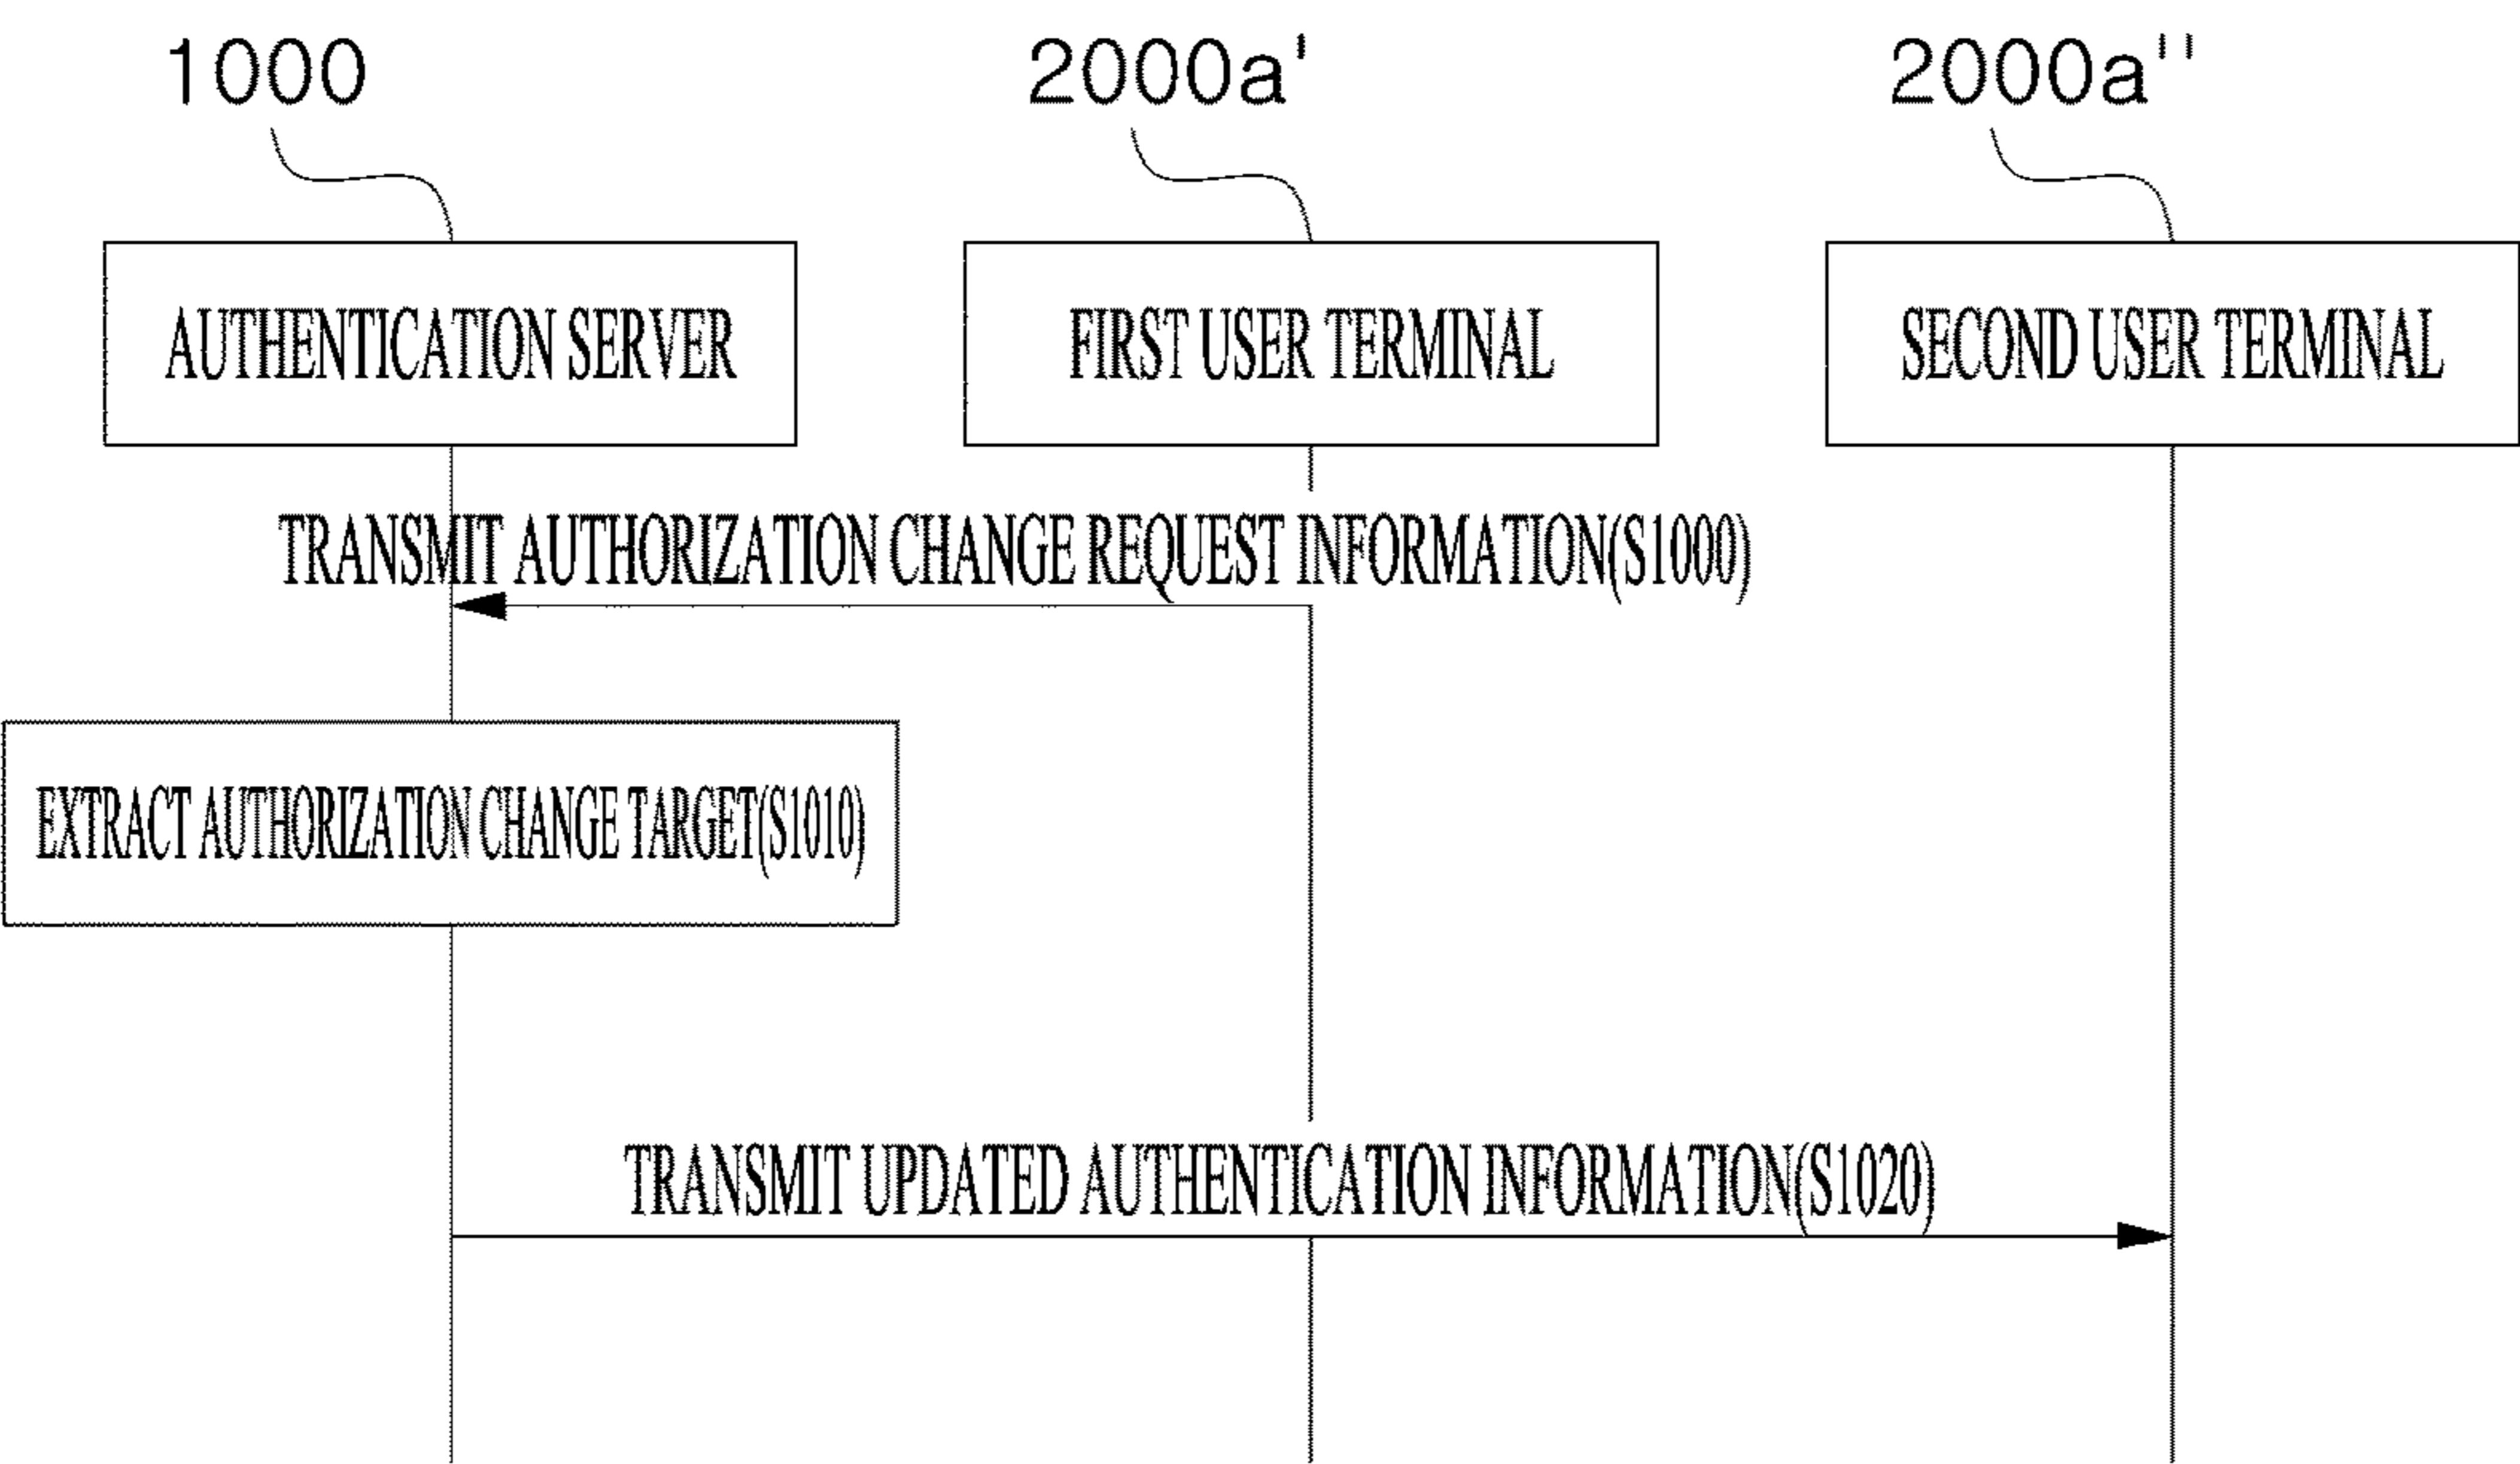 1000
2000a'
2000a''
AUTHENTICATION SERVER
FIRST USER TERMINAL
SECOND USER TERMINAL
TRANSMIT AUTHORIZATION CHANGE REQUEST INFORMATION(S1000)
EXTRACT AUTHORIZATION CHANGE TARGET(S1010)
TRANSMIT UPDATED AUTHENTICATION INFORMATION(S1020)